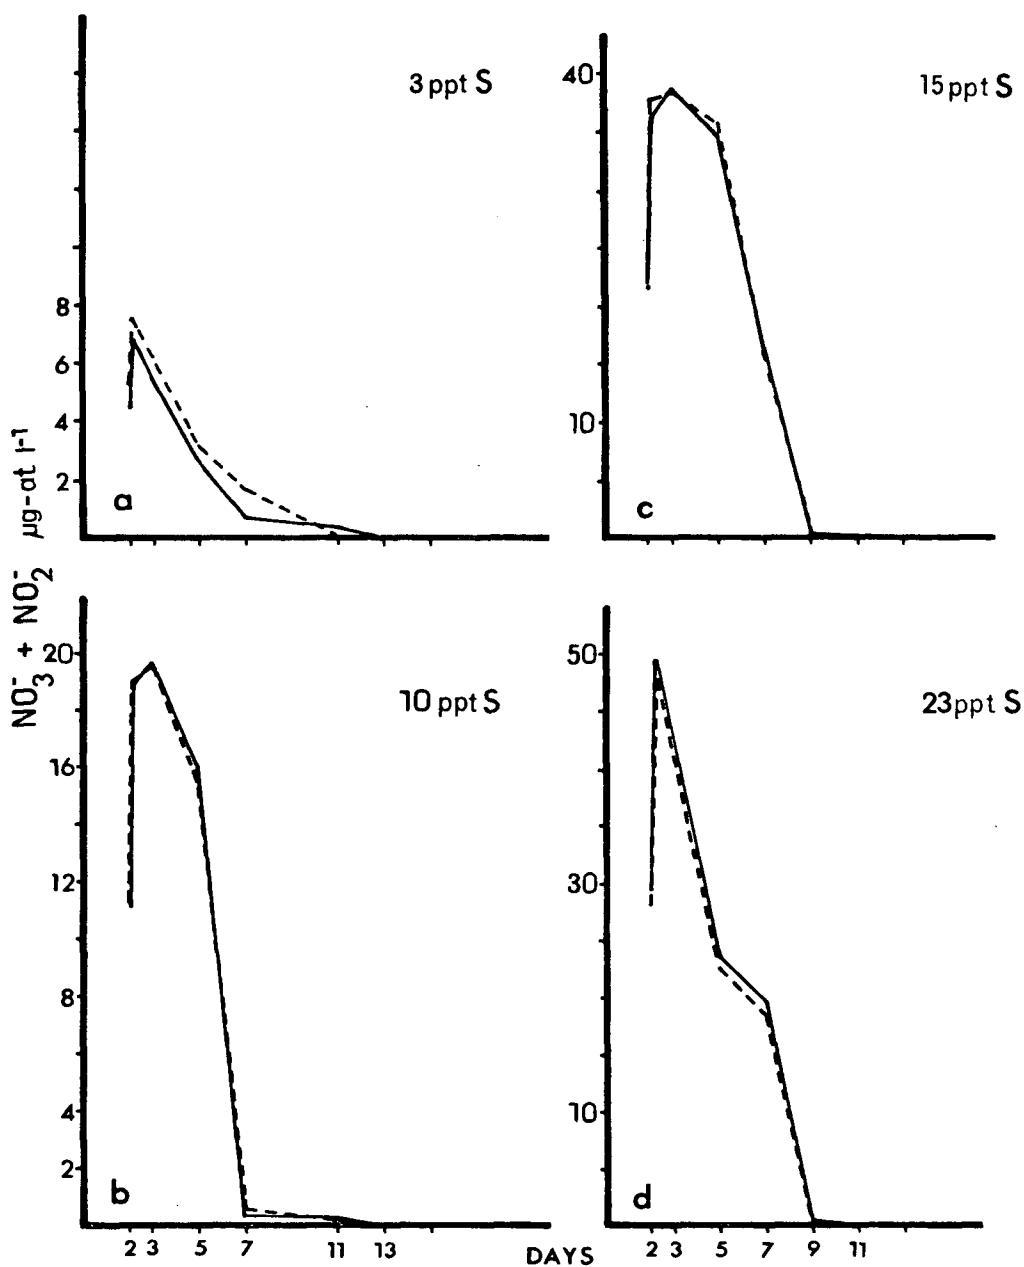 3 ppt S
8
6
4
2
a
15 ppt S
40
10
c
NO₃⁻ + NO₂⁻ µg-at l⁻¹
10 ppt S
20
16
12
8
4
2
b
2 3 5 7 11 13
23 ppt S
50
30
10
d
2 3 5 7 9 11
DAYS